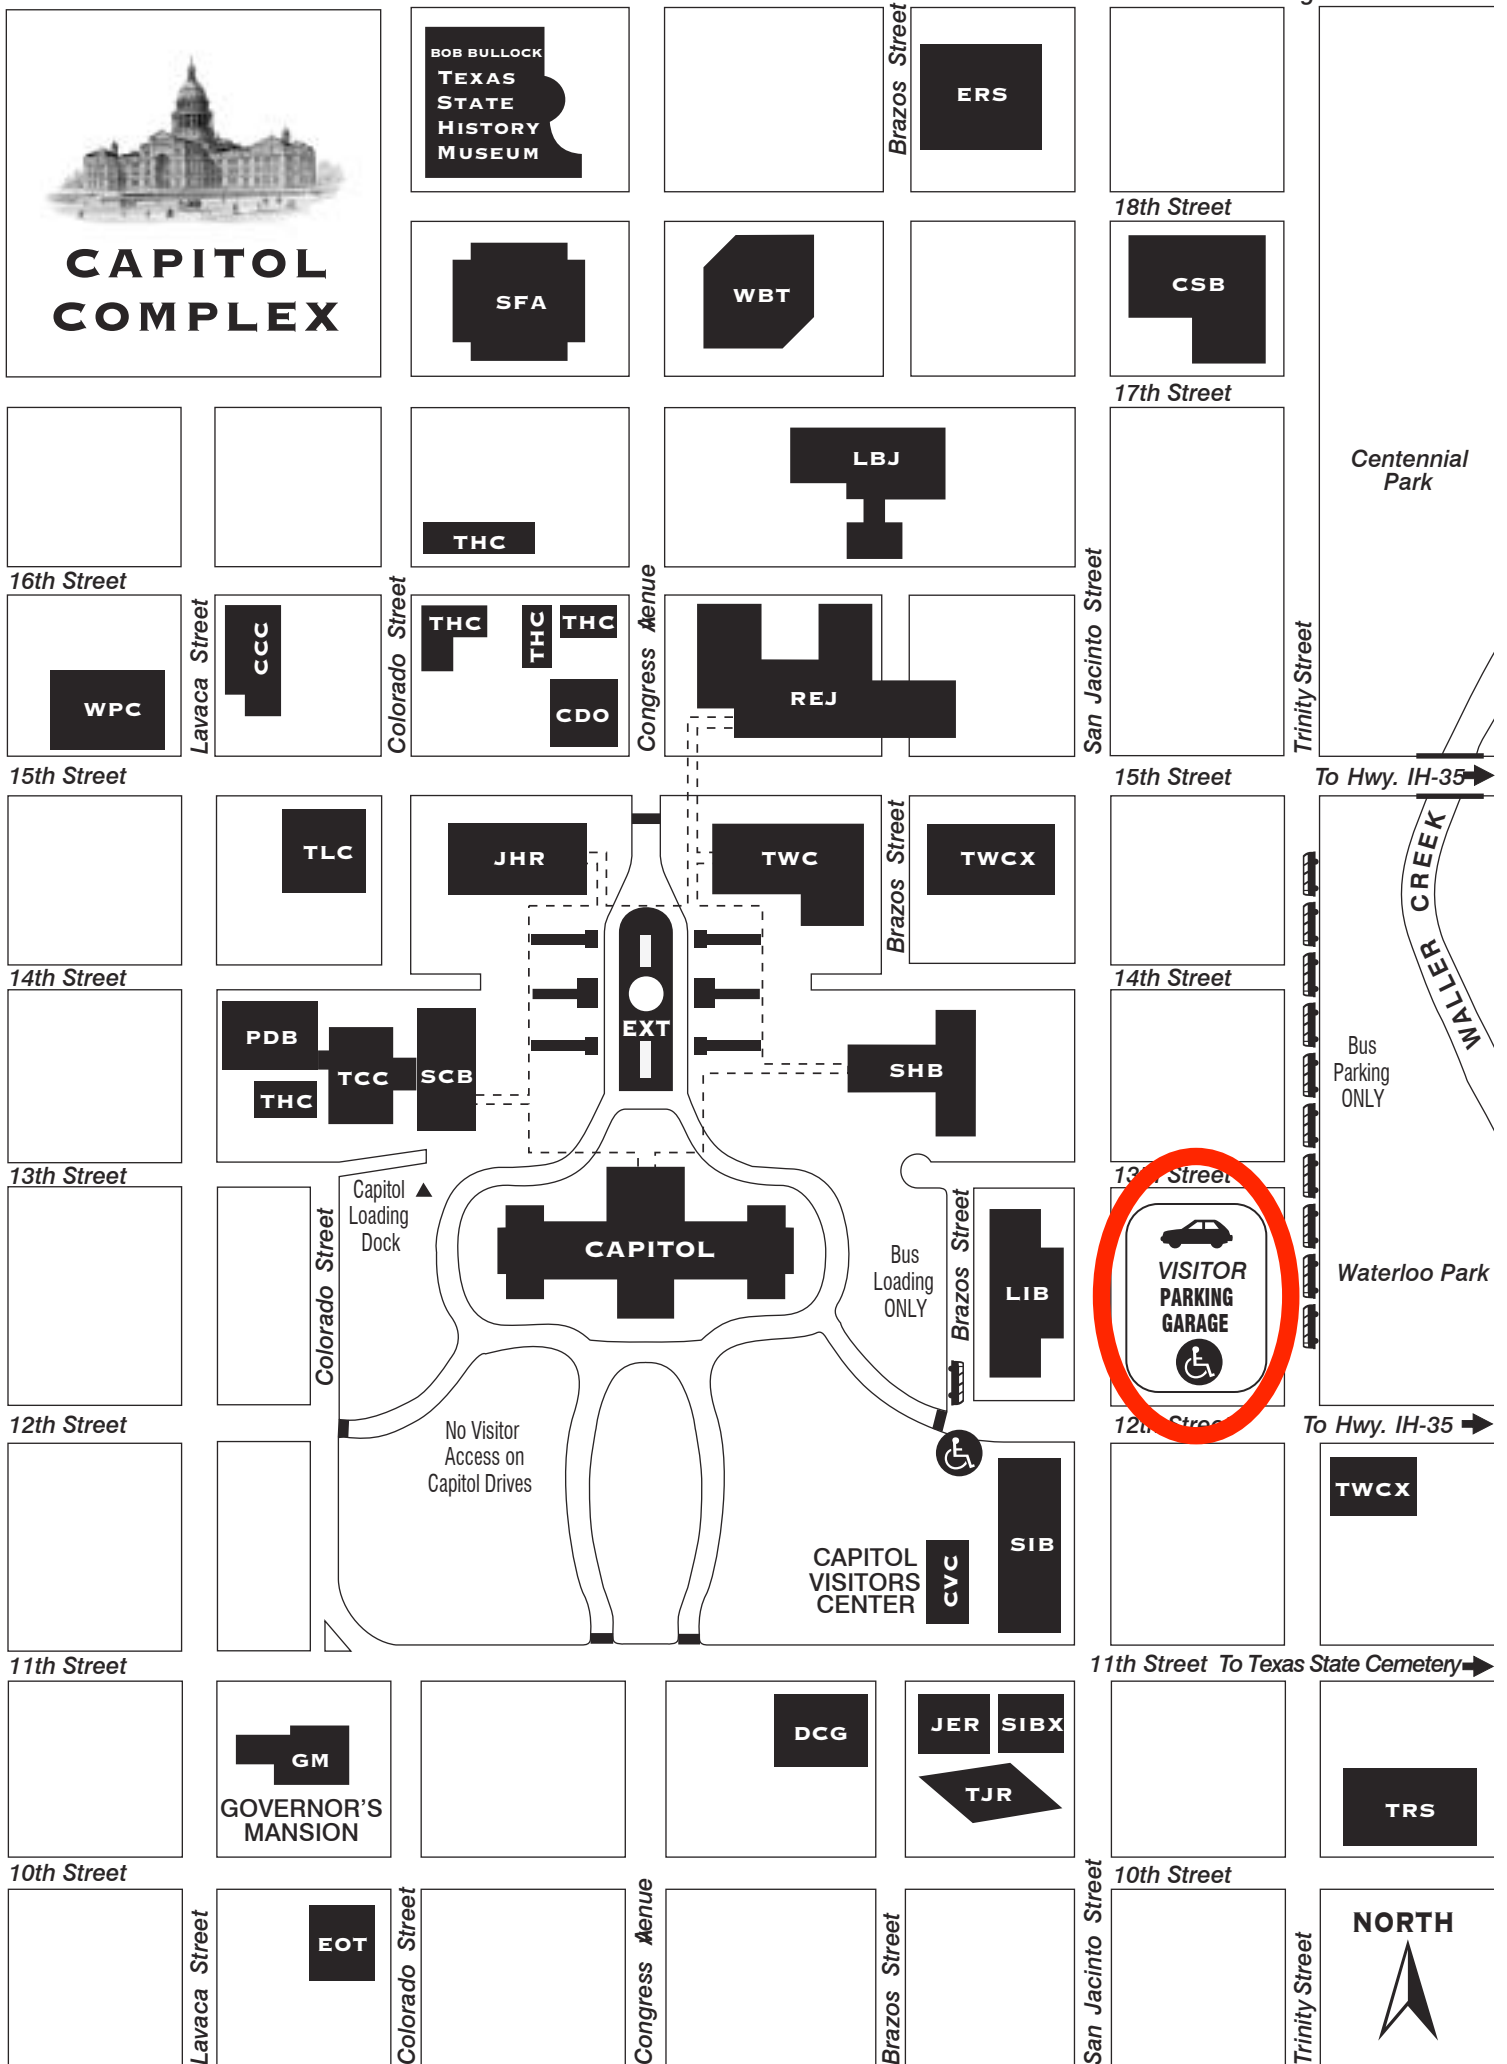 CAPITOL
COMPLEX
BOB BULLOCK
TEXAS
STATE
HISTORY
MUSEUM
Brazos Street
ERS
18th Street
SFA
WBT
CSB
17th Street
LBJ
Centennial
Park
THC
16th Street
Lavaca Street
CCC
Colorado Street
THC
THC
THC
Congress Aenue
San Jacinto Street
Trinity Street
WPC
CDO
REJ
15th Street
15th Street
To Hwy. IH-35
TLC
JHR
TWC
Brazos Street
TWCX
WALLER CREEK
14th Street
14th Street
EXT
PDB
TCC
SCB
THC
SHB
Bus
Parking
ONLY
13th Street
13th Street
Capitol
Loading
Dock
Colorado Street
CAPITOL
Bus
Loading
ONLY
Brazos Street
LIB
VISITOR
PARKING
GARAGE
Waterloo Park
12th Street
12th Street
To Hwy. IH-35
No Visitor
Access on
Capitol Drives
TWCX
SIB
CAPITOL
VISITORS
CENTER
CVC
11th Street
11th Street To Texas State Cemetery
GM
GOVERNOR'S
MANSION
DCG
JER
SIBX
TJR
TRS
10th Street
10th Street
Lavaca Street
EOT
Colorado Street
Congress Aenue
Brazos Street
San Jacinto Street
Trinity Street
NORTH